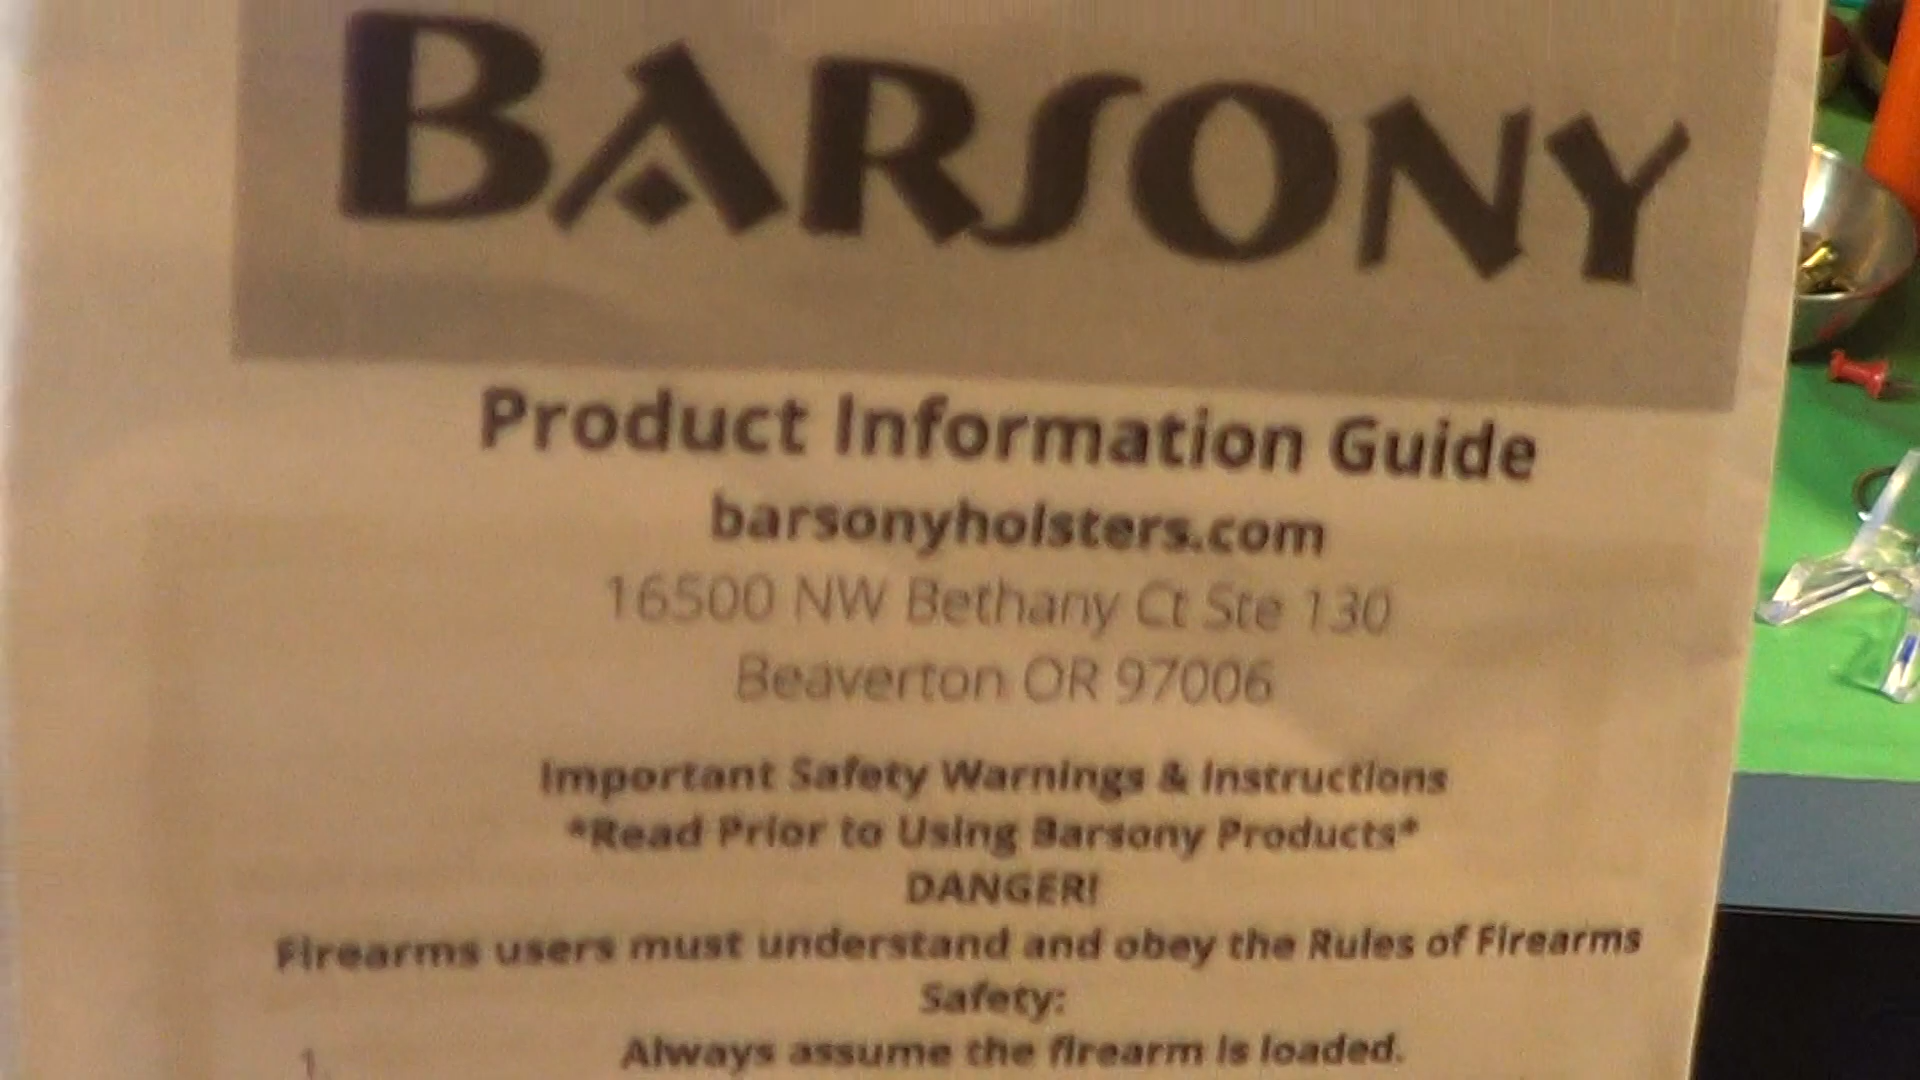 BARSONY
Product Information Guide
barsonyholsters.com
16500 NW Bethany Ct Ste 130
Beaverton OR 97006
Important Safety Warnings & Instructions
*Read Prior to Using Barsony Products*
DANGER!
Firearms users must understand and obey the Rules of Firearms
Safety:
1. Always assume the firearm is loaded.